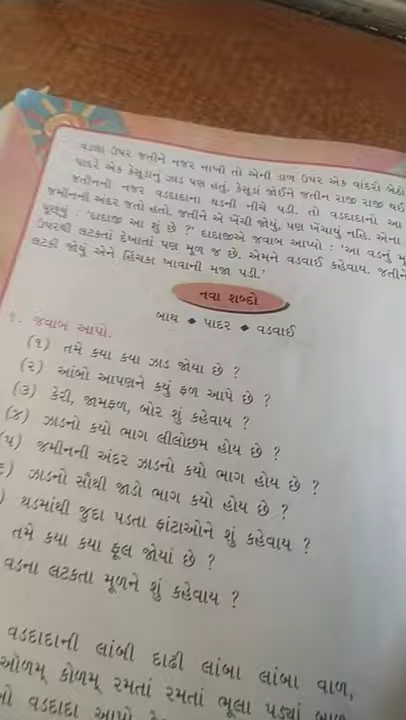 વડલા ઉપર જતીને નજર નાખી તો એની ડાળ ઉપર એક વાંદરી બેઠી
પાદરે એક કેસૂડાનું ઝાડ પણ હતું. કેસૂડાં જોઈને જતીન રાજી રાજી થઈ
જતીનની નજર વડદાદાના થડની નીચે પડી. તો વડદાદાનો આ
જમીનની અંદર જતો હતો. જતીને એ ખેંચી જોયું, પણ ખેંચાયું નહિ. એના
પૂછ્યું : 'દાદાજી આ શું છે ?' દાદાજીએ જવાબ આપ્યો : 'આ વડનું મૂ
ઉપરથી લટકતાં દેખાતાં પણ મૂળ જ છે. એમને વડવાઈ કહેવાય. જતીને
લટકી જોયું એને હિંચકા ખાવાની મજા પડી.'
નવા શબ્દો
બાય ◆ પાદર ◆ વડવાઈ
૧. જવાબ આપો.
(૧) તમે કયા કયા ઝાડ જોયા છે ?
(૨) આંબો આપણને કયું ફળ આપે છે ?
(૩) કેરી, જામફળ, બોર શું કહેવાય ?
(૪) ઝાડનો કયો ભાગ લીલોછમ હોય છે ?
(૫) જમીનની અંદર ઝાડનો કયો ભાગ હોય છે ?
) ઝાડનો સૌથી જાડો ભાગ કયો હોય છે ?
) થડમાંથી જુદા પડતા ફાંટાઓને શું કહેવાય ?
તમે કયા કયા ફૂલ જોયાં છે ?
વડના લટકતા મૂળને શું કહેવાય ?
વડદાદાની લાંબી દાઢી લાંબા લાંબા વાળ,
ઓળમ્ કોળમ્ રમતાં રમતાં ભૂલા પડ્યાં
વડદાદા આપો